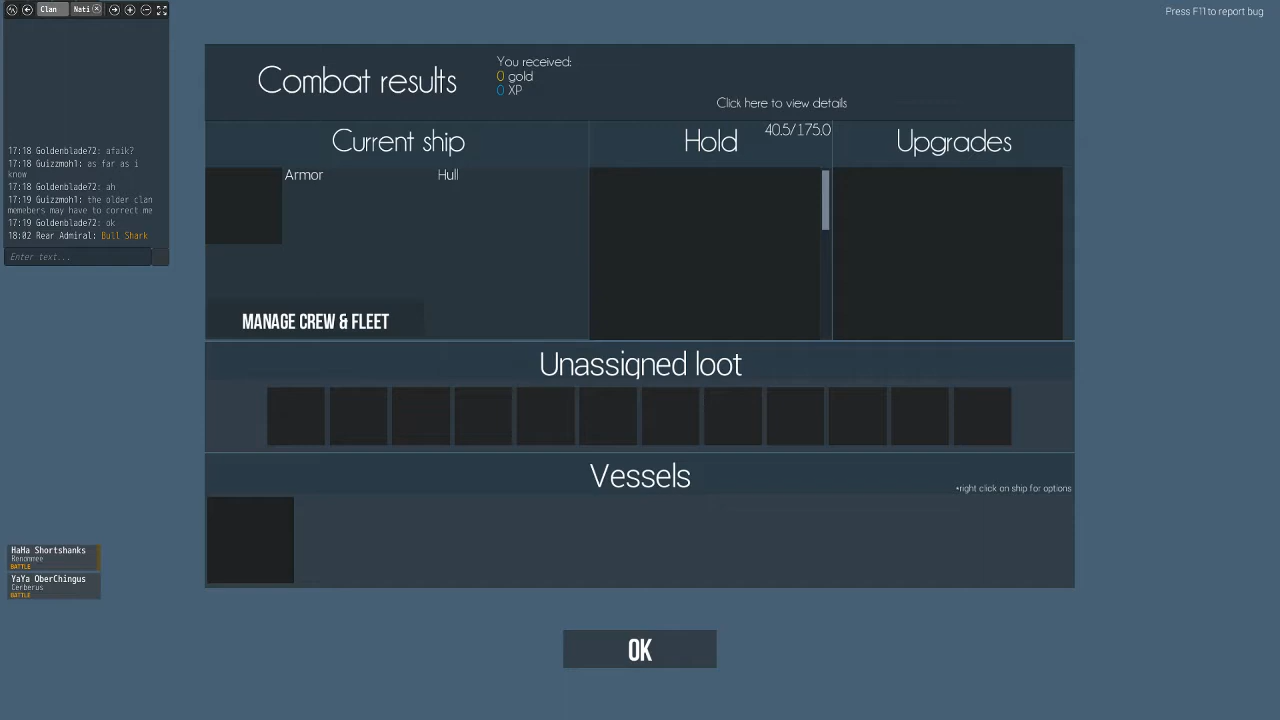 Clan Nati
Press F11 to report bug
17:18 Goldenblade72: afaik?
17:18 Guizzmoh1: as far as i
know
17:18 Goldenblade72: ah
17:19 Guizzmoh1: the older clan
memebers may have to correct me
17:19 Goldenblade72: ok
18:02 Rear Admiral: Bull Shark
Enter text...
Combat results
You received:
0 gold
0 XP
Click here to view details
Current ship
Armor Hull
MANAGE CREW & FLEET
Hold 40.5/175.0
Upgrades
Unassigned loot
Vessels
•right click on ship for options
HaHa Shortshanks
Renommee
BATTLE
YaYa OberChingus
Cerberus
BATTLE
OK